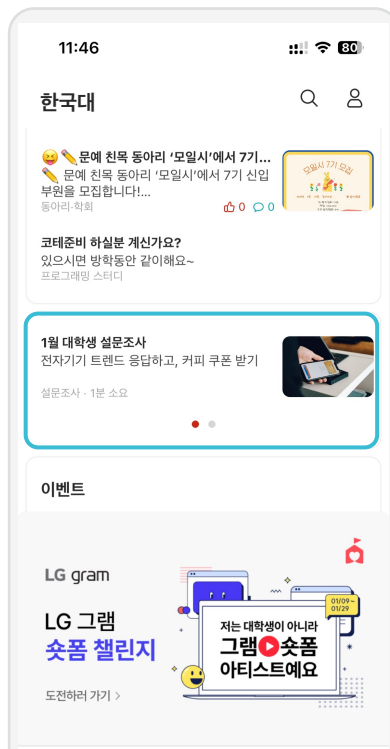 11:46
80
한국대
😝✏️문예 친목 동아리 ‘모일시’에서 7기...
✏️ 문예 친목 동아리 ‘모일시’에서 7기 신입
부원을 모집합니다!...
동아리·학회
0 0
모일시 7기 모집
코테준비 하실분 계신가요?
있으시면 방학동안 같이해요~
프로그래밍 스터디
1월 대학생 설문조사
전자기기 트렌드 응답하고, 커피 쿠폰 받기
설문조사 · 1분 소요
이벤트
LG gram
LG 그램
숏폼 챌린지
도전하러 가기 >
01/09~
01/29
저는 대학생이 아니라
그램 숏폼
아티스트예요